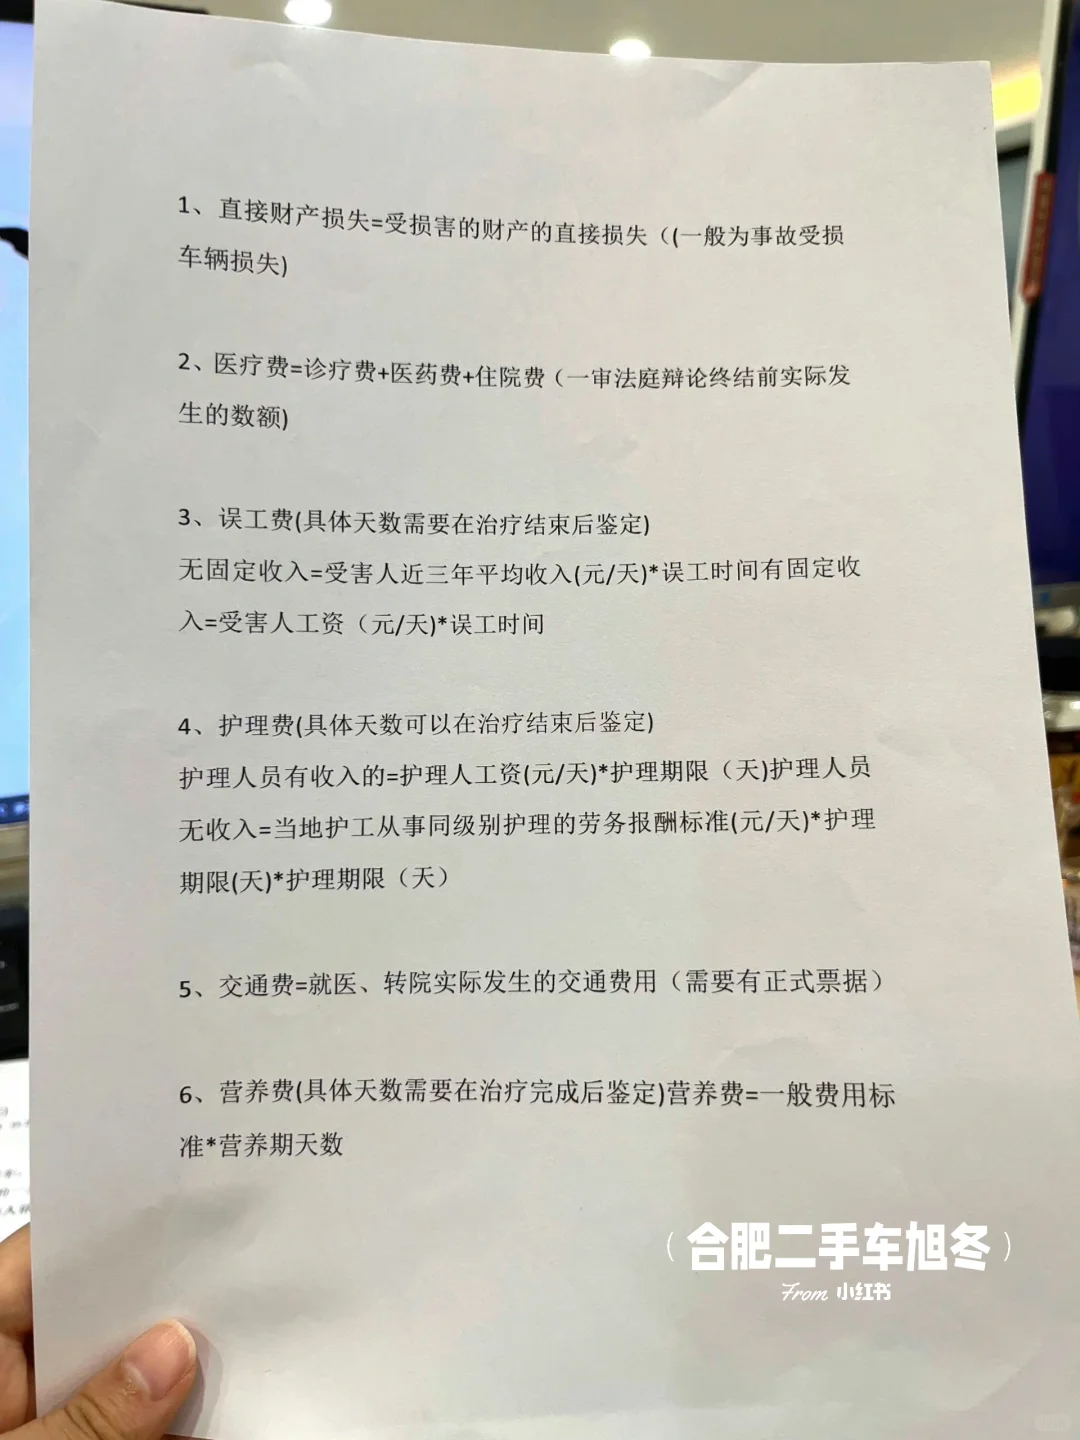 1、直接财产损失=受损害的财产的直接损失（(一般为事故受损
车辆损失)
2、医疗费=诊疗费+医药费+住院费（一审法庭辩论终结前实际发
生的数额)
3、误工费(具体天数需要在治疗结束后鉴定)
无固定收入=受害人近三年平均收入(元/天)*误工时间有固定收
入=受害人工资（元/天)*误工时间
4、护理费(具体天数可以在治疗结束后鉴定)
护理人员有收入的=护理人工资(元/天)*护理期限（天)护理人员
无收入=当地护工从事同级别护理的劳务报酬标准(元/天)*护理
期限(天)*护理期限（天）
5、交通费=就医、转院实际发生的交通费用（需要有正式票据）
6、营养费(具体天数需要在治疗完成后鉴定)营养费=一般费用标
准*营养期天数
（合肥二手车旭冬）
From 小红书